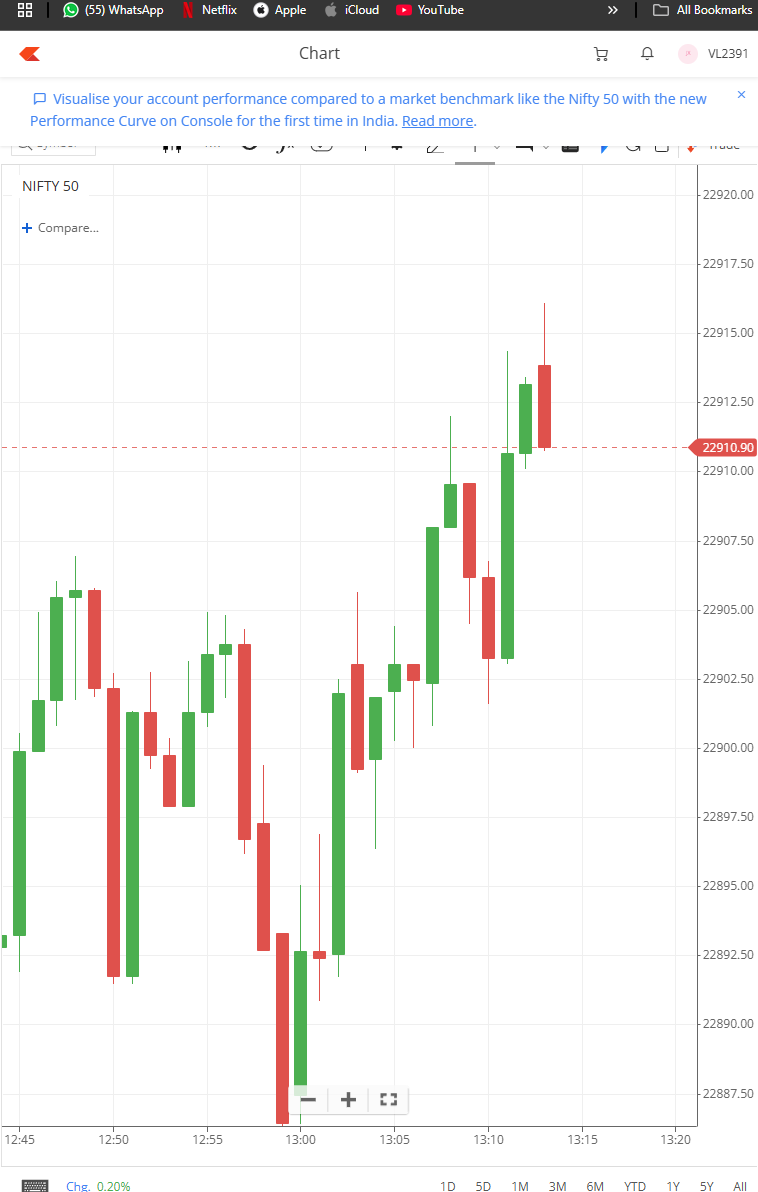 (55) WhatsApp Netflix Apple iCloud YouTube » All Bookmarks
Chart VL2391
Visualise your account performance compared to a market benchmark like the Nifty 50 with the new
Performance Curve on Console for the first time in India. Read more.
NIFTY 50
+ Compare...
22920.00
22917.50
22915.00
22912.50
22910.90
22910.00
22907.50
22905.00
22902.50
22900.00
22897.50
22895.00
22892.50
22890.00
22887.50
12:45 12:50 12:55 13:00 13:05 13:10 13:15 13:20
Chg. 0.20% 1D 5D 1M 3M 6M YTD 1Y 5Y All